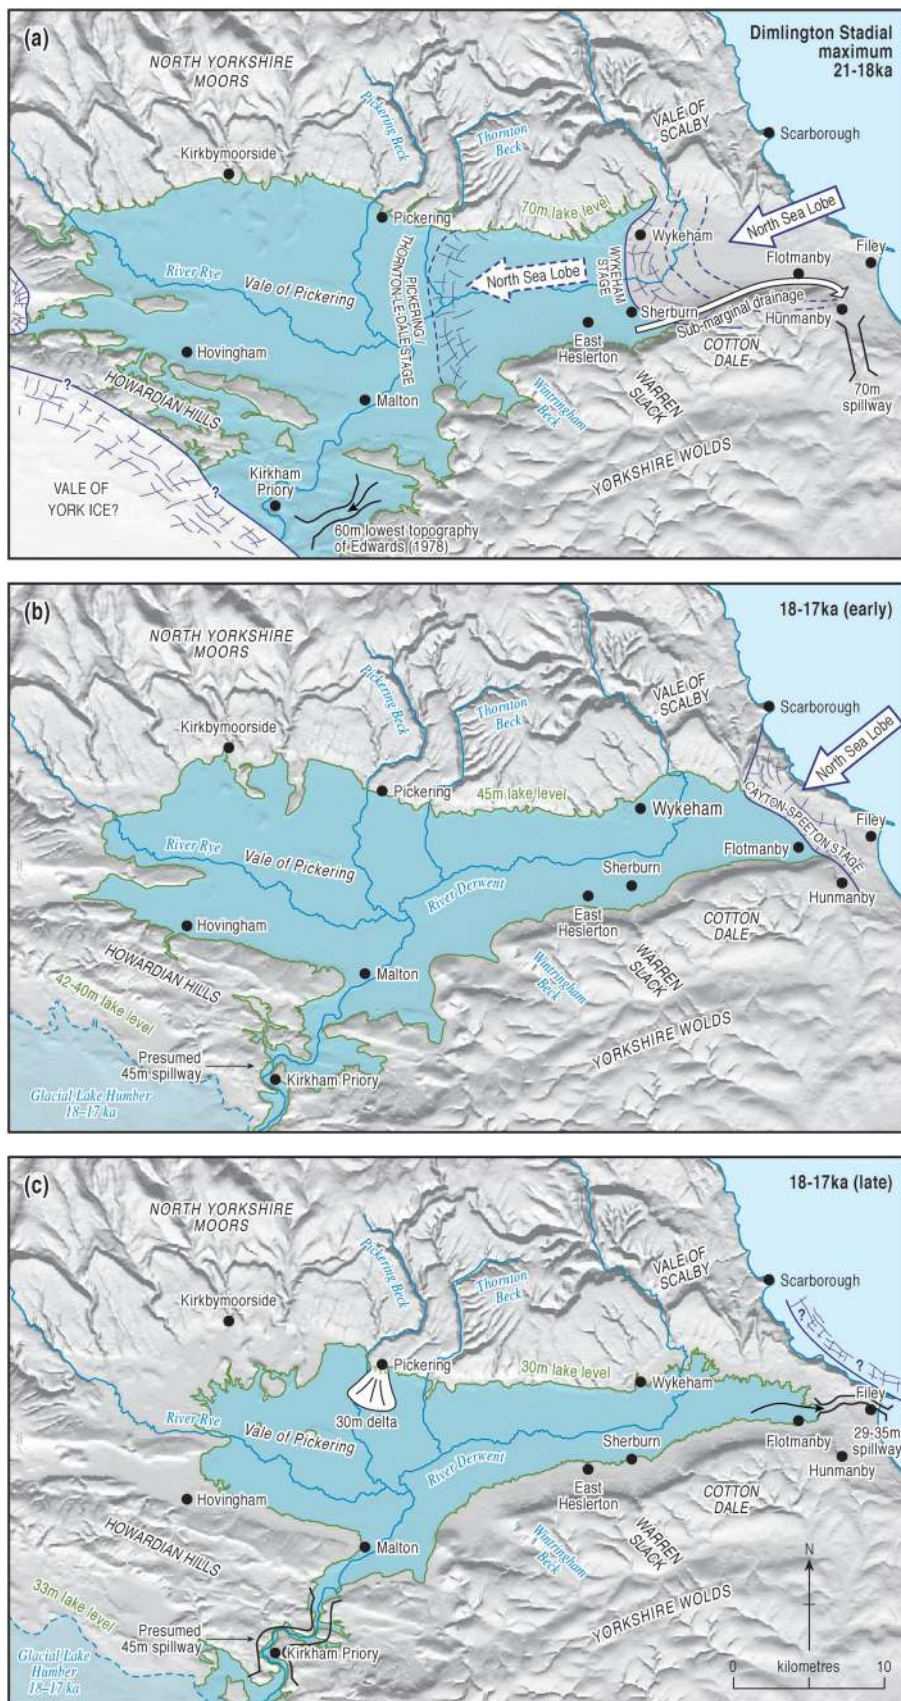 (a)
Dimlington Stadial
maximum
21-18ka
NORTH YORKSHIRE
MOORS
Pickering Beck
Thornton
Beck
VALE OF
SCALBY
Scarborough
Kirkbymoorside
Pickering
70m lake level
Wykeham
North Sea Lobe
Filey
Flotmanby
River Rye
Vale of Pickering
PICKERING /
THORNTON-LE-DALE STAGE
North Sea Lobe
WYKEHAM
STAGE
Sherburn
Sub-marginal drainage
Hunmanby
Hovingham
East
Heslerton
COTTON
DALE
HOWARDIAN HILLS
Malton
Wintringham
Beck
WARREN
SLACK
70m
spillway
?
?
Kirkham
Priory
YORKSHIRE WOLDS
VALE OF
YORK ICE?
60m lowest topography
of Edwards (1978)
(b)
18-17ka (early)
NORTH YORKSHIRE
MOORS
Pickering Beck
Thornton
Beck
VALE OF
SCALBY
Scarborough
Kirkbymoorside
North Sea Lobe
Pickering
45m lake level
Wykeham
CAYTON-SPEETON STAGE
Filey
River Rye
Vale of Pickering
Flotmanby
River Derwent
Sherburn
Hunmanby
Hovingham
East
Heslerton
COTTON
DALE
HOWARDIAN HILLS
Malton
Wintringham
Beck
WARREN
SLACK
42-40m lake level
YORKSHIRE WOLDS
Presumed
45m spillway
Kirkham Priory
Glacial Lake Humber
18–17 ka
(c)
18-17ka (late)
NORTH YORKSHIRE
MOORS
Pickering Beck
Thornton
Beck
VALE OF
SCALBY
Scarborough
Kirkbymoorside
?
?
Pickering
30m lake level
Wykeham
Filey
30m delta
River Rye
Vale of Pickering
Flotmanby
29-35m
spillway
River Derwent
Sherburn
Hunmanby
Hovingham
East
Heslerton
COTTON
DALE
HOWARDIAN HILLS
Malton
Wintringham
Beck
WARREN
SLACK
N
33m lake level
YORKSHIRE WOLDS
Presumed
45m spillway
Kirkham Priory
Glacial Lake
Humber
18–17 ka
0 kilometres 10